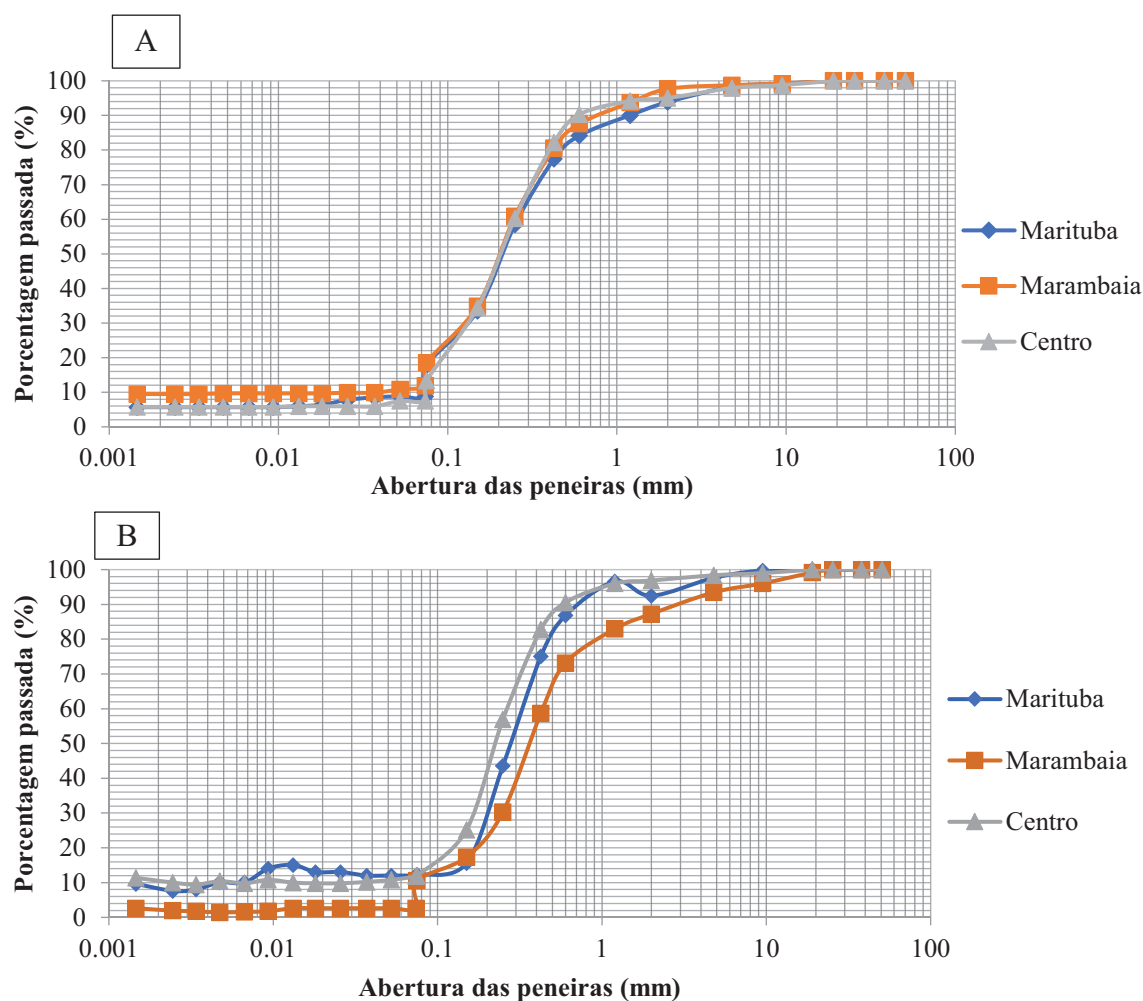 A
Porcentagem passada (%)
100
90
80
70
60
50
40
30
20
10
0
0.001 0.01 0.1 1 10 100
Abertura das peneiras (mm)
Marituba
Marambaia
Centro
B
Porcentagem passada (%)
100
90
80
70
60
50
40
30
20
10
0
0.001 0.01 0.1 1 10 100
Abertura das peneiras (mm)
Marituba
Marambaia
Centro